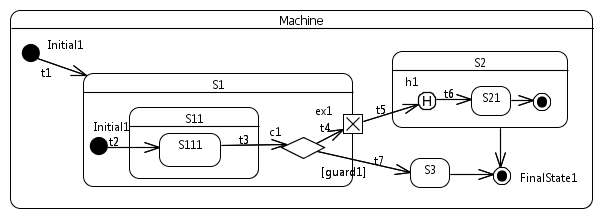 Machine
Initial1
t1
S1
S2
h1
H
t6
S21
ex1
t5
S11
Initial1
t2
S111
t3
c1
t4
t7
[guard1]
S3
FinalState1